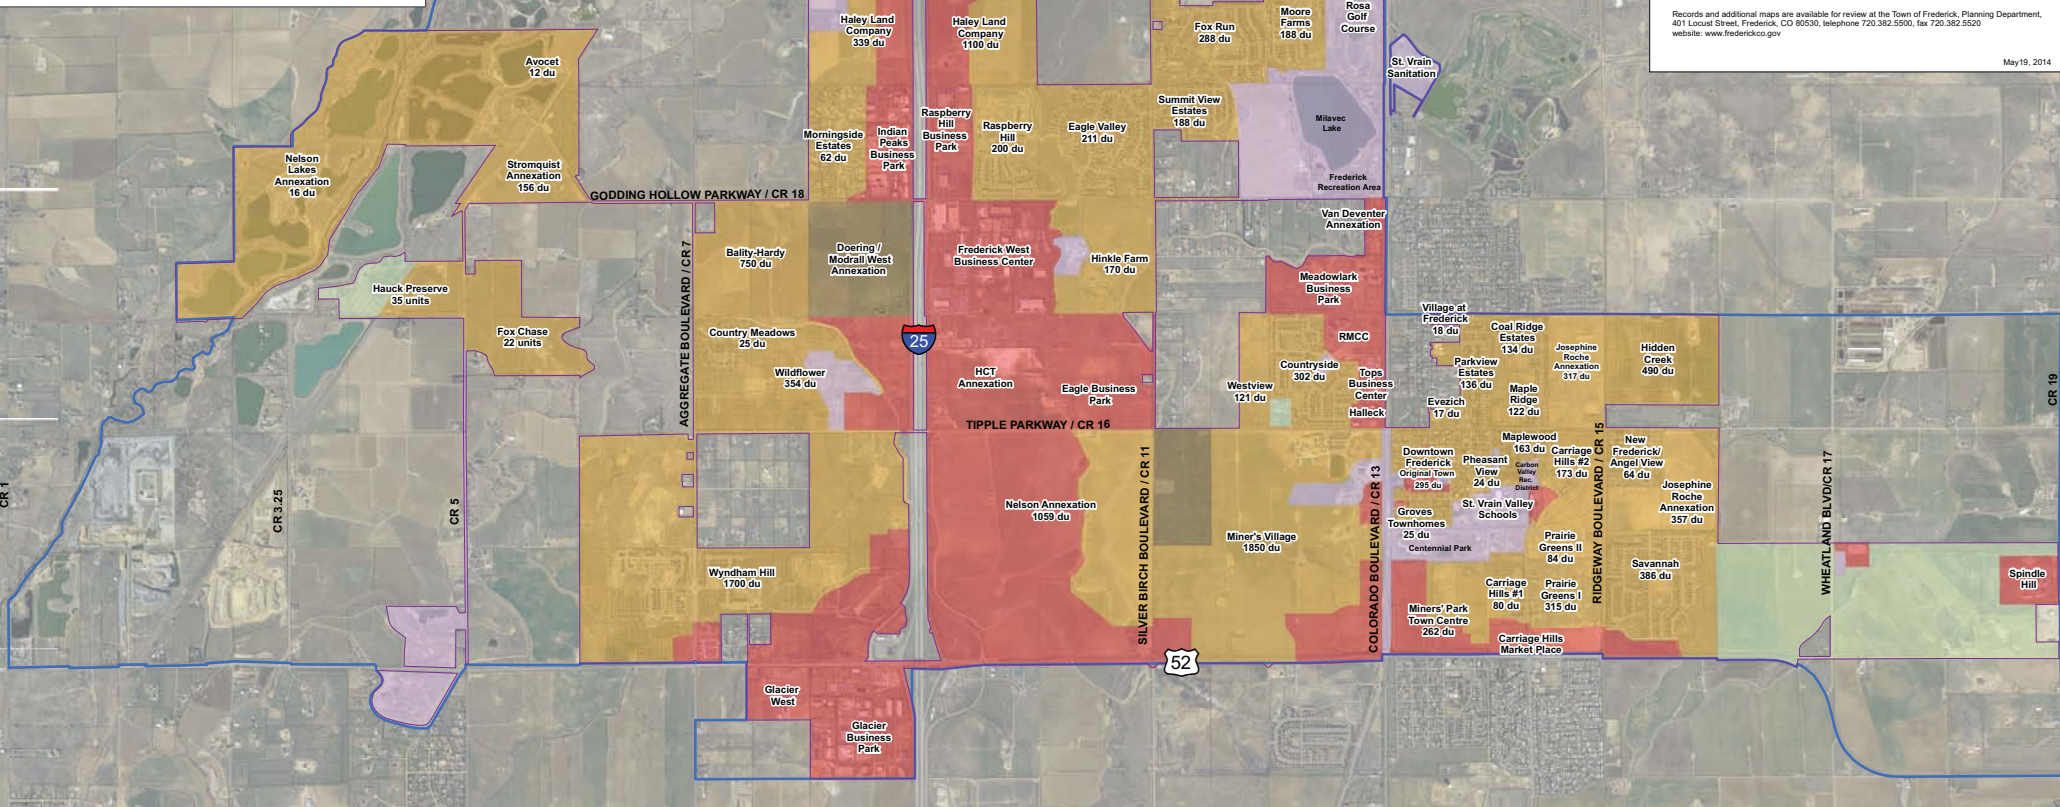 Records and additional maps are available for review at the Town of Frederick, Planning Department,
401 Locust Street, Frederick, CO 80530, telephone 720.382.5500, fax 720.382.5520
website: www.frederickco.gov
May19, 2014
Haley Land
Company
339 du
Haley Land
Company
1100 du
Fox Run
288 du
Moore
Farms
188 du
Rosa
Golf
Course
St. Vrain
Sanitation
Avocet
12 du
Nelson
Lakes
Annexation
16 du
Stromquist
Annexation
156 du
Morningside
Estates
62 du
Indian
Peaks
Business
Park
Raspberry
Hill
Business
Park
Raspberry
Hill
200 du
Eagle Valley
211 du
Summit View
Estates
188 du
Milavec
Lake
Frederick
Recreation Area
GODDING HOLLOW PARKWAY / CR 18
Van Deventer
Annexation
AGGREGATE BOULEVARD / CR 7
Bality-Hardy
750 du
Doering /
Modrall West
Annexation
Frederick West
Business Center
Hinkle Farm
170 du
Meadowlark
Business
Park
Hauck Preserve
35 units
Fox Chase
22 units
Country Meadows
25 du
Wildflower
354 du
25
HCT
Annexation
Eagle Business
Park
RMCC
Countryside
302 du
Westview
121 du
Tops
Business
Center
Halleck
Village at
Frederick
18 du
Coal Ridge
Estates
134 du
Josephine
Roche
Annexation
317 du
Hidden
Creek
490 du
Parkview
Estates
136 du
Maple
Ridge
122 du
Evezich
17 du
CR 19
TIPPLE PARKWAY / CR 16
CR 1
CR 3.25
CR 5
Wyndham Hill
1700 du
Nelson Annexation
1059 du
SILVER BIRCH BOULEVARD / CR 11
Miner's Village
1850 du
COLORADO BOULEVARD / CR 13
Downtown
Frederick
Original Town
295 du
Pheasant
View
24 du
Maplewood
163 du
Carbon
Valley
Rec.
District
Carriage
Hills #2
173 du
RIDGEWAY BOULEVARD / CR 15
New
Frederick/
Angel View
64 du
Josephine
Roche
Annexation
357 du
St. Vrain Valley
Schools
Groves
Townhomes
25 du
Centennial Park
Prairie
Greens II
84 du
Savannah
386 du
Carriage
Hills #1
80 du
Prairie
Greens I
315 du
Miners' Park
Town Centre
262 du
Carriage Hills
Market Place
WHEATLAND BLVD/CR 17
Spindle
Hill
52
Glacier
West
Glacier
Business
Park